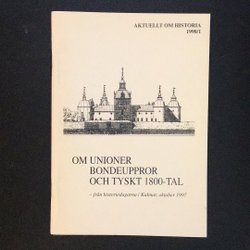 AKTUELLT OM HISTORIA
1998/1
OM UNIONER
BONDEUPPROR
OCH TYSKT 1800-TAL
– från historiedagarna i Kalmar, oktober 1997